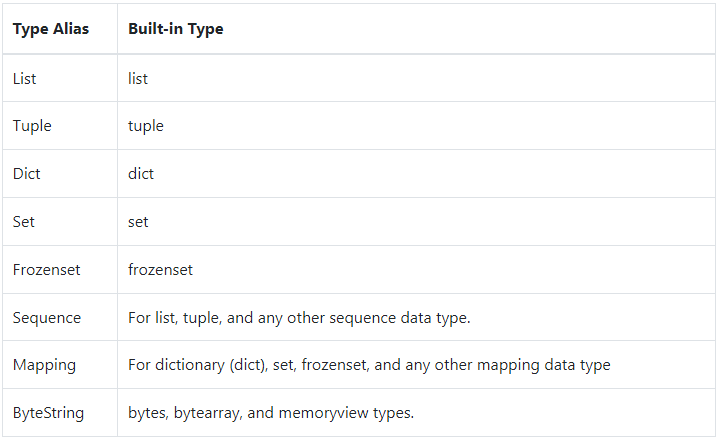 Type Alias Built-in Type
List list
Tuple tuple
Dict dict
Set set
Frozenset frozenset
Sequence For list, tuple, and any other sequence data type.
Mapping For dictionary (dict), set, frozenset, and any other mapping data type
ByteString bytes, bytearray, and memoryview types.